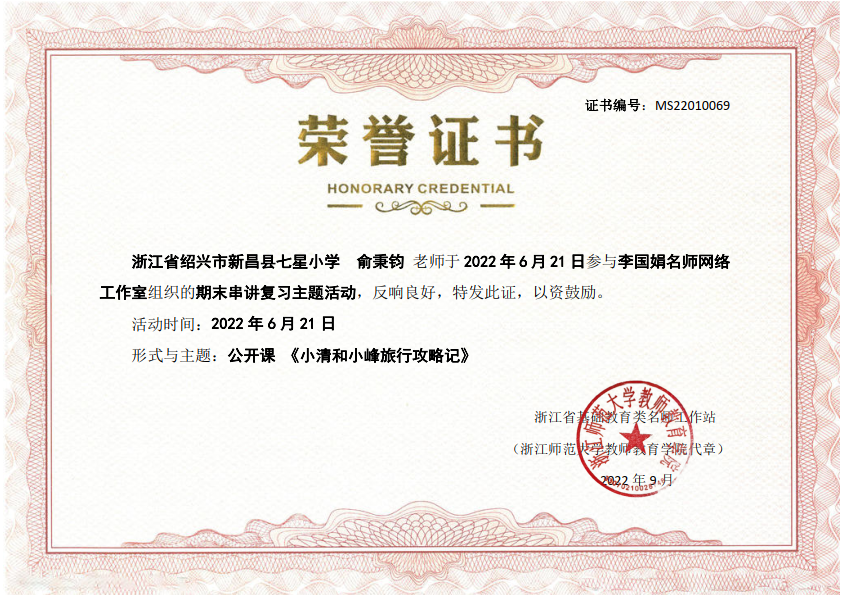 证书编号：MS22010069
荣誉证书
HONORARY CREDENTIAL
浙江省绍兴市新昌县七星小学 俞秉钧 老师于 2022 年 6 月 21 日参与李国娟名师网络
工作室组织的期末串讲复习主题活动，反响良好，特发此证，以资鼓励。
活动时间：2022 年 6 月 21 日
形式与主题：公开课 《小清和小峰旅行攻略记》
浙江师范大学教师教育学院
浙江省基础教育类名师工作站
（浙江师范大学教师教育学院代章）
2022 年 9 月